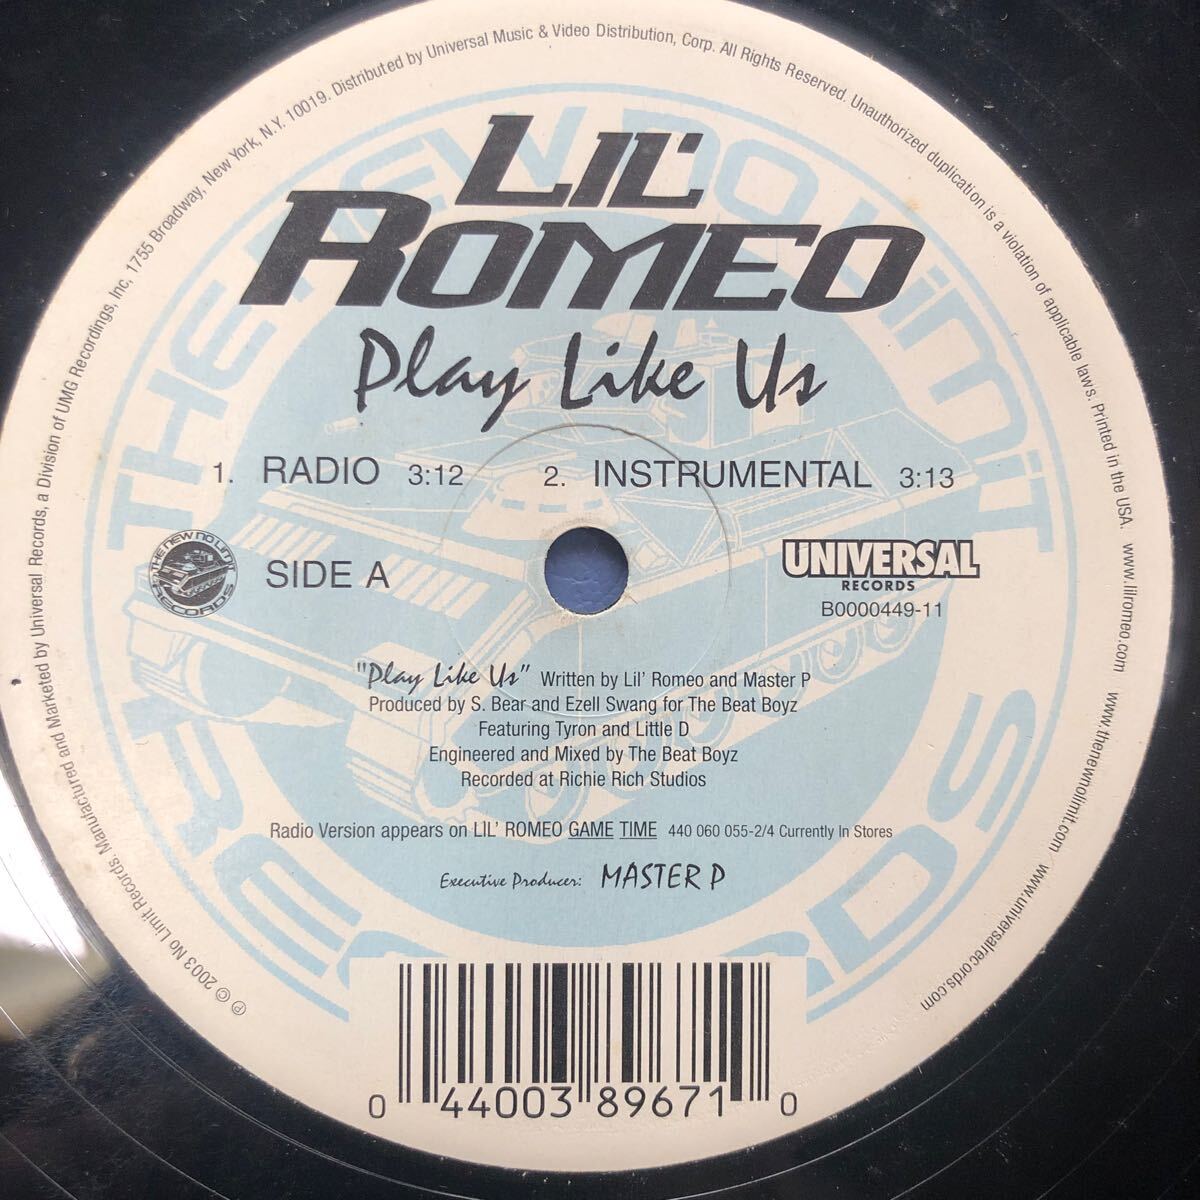 LIL'
ROMEO
Play Like Us
1. RADIO 3:12 2. INSTRUMENTAL 3:13
THE NEW NO LIMIT RECORDS
SIDE A
UNIVERSAL
RECORDS
B0000449-11
"Play Like Us" Written by Lil' Romeo and Master P
Produced by S. Bear and Ezell Swang for The Beat Boyz
Featuring Tyron and Little D
Engineered and Mixed by The Beat Boyz
Recorded at Richie Rich Studios
Radio Version appears on LIL' ROMEO GAME TIME 440 060 055-2/4 Currently In Stores
Executive Producer: MASTER P
0 44003 89671 0
THE NEW NO LIMIT RECORDS
℗ © 2003 No Limit Records. Manufactured and Marketed by Universal Records, a Division of UMG Recordings, Inc. 1755 Broadway, New York, N.Y. 10019. Distributed by Universal Music & Video Distribution, Corp. All Rights Reserved. Unauthorized duplication is a violation of applicable laws. Printed in the USA. www.lilromeo.com www.thenewnolimit.com / www.universalrecords.com